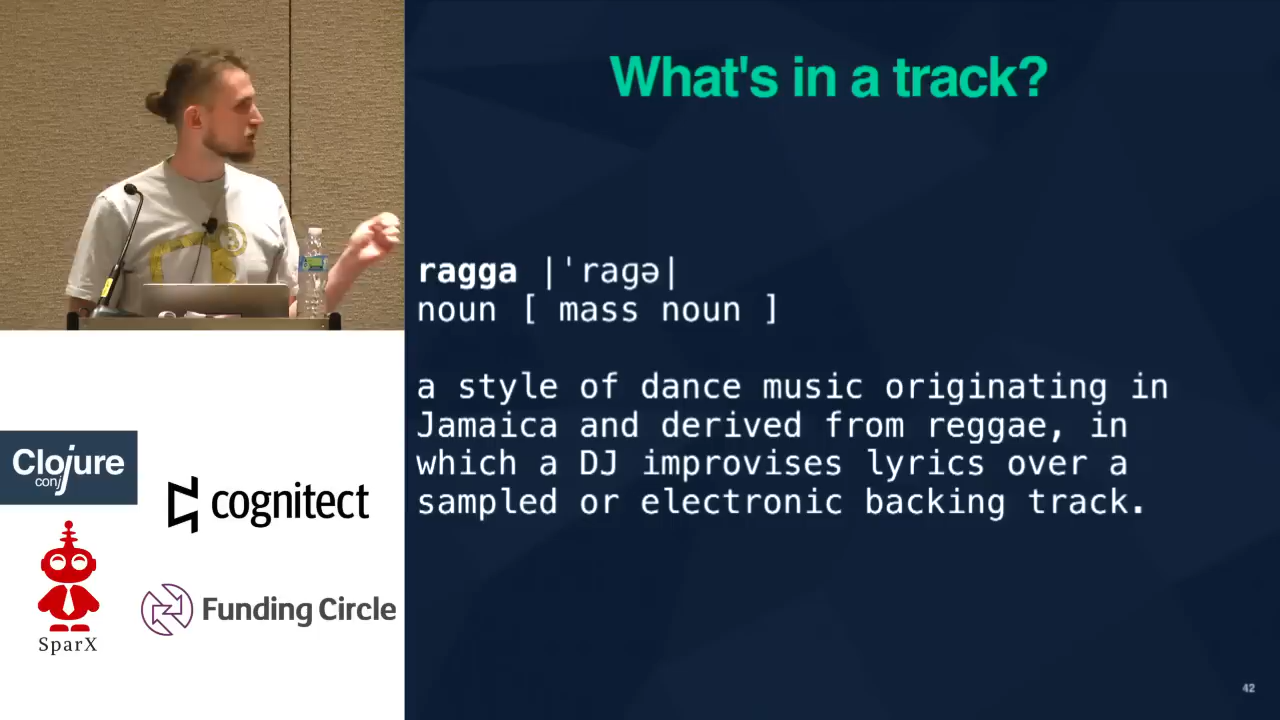 What's in a track?
ragga |ˈragə|
noun [ mass noun ]
a style of dance music originating in
Jamaica and derived from reggae, in
which a DJ improvises lyrics over a
sampled or electronic backing track.
Clojure
conj
cognitect
SparX
Funding Circle
42